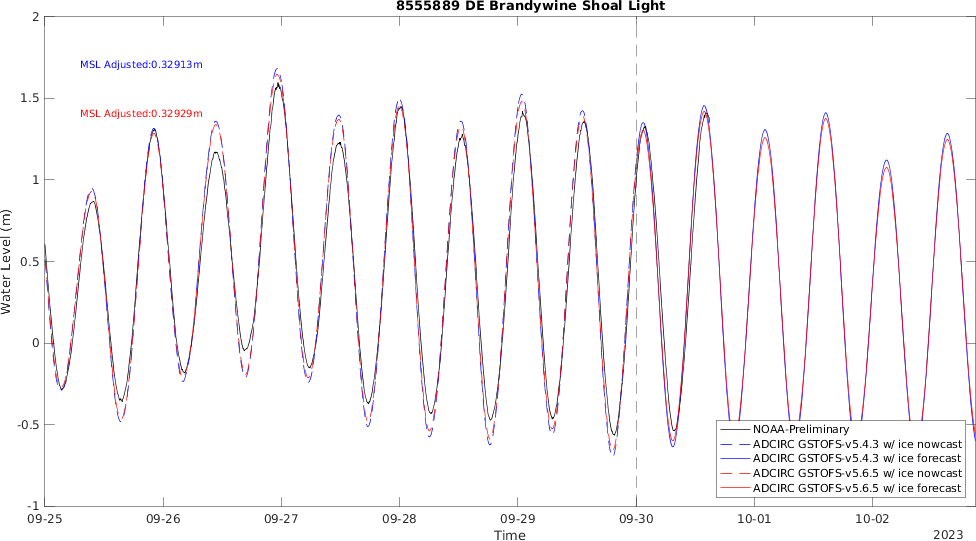 8555889 DE Brandywine Shoal Light
MSL Adjusted:0.32913m
MSL Adjusted:0.32929m
Water Level (m)
2
1.5
1
0.5
0
-0.5
-1
NOAA-Preliminary
ADCIRC GSTOFS-v5.4.3 w/ ice nowcast
ADCIRC GSTOFS-v5.4.3 w/ ice forecast
ADCIRC GSTOFS-v5.6.5 w/ ice nowcast
ADCIRC GSTOFS-v5.6.5 w/ ice forecast
09-25 09-26 09-27 09-28 09-29 09-30 10-01 10-02
Time
2023